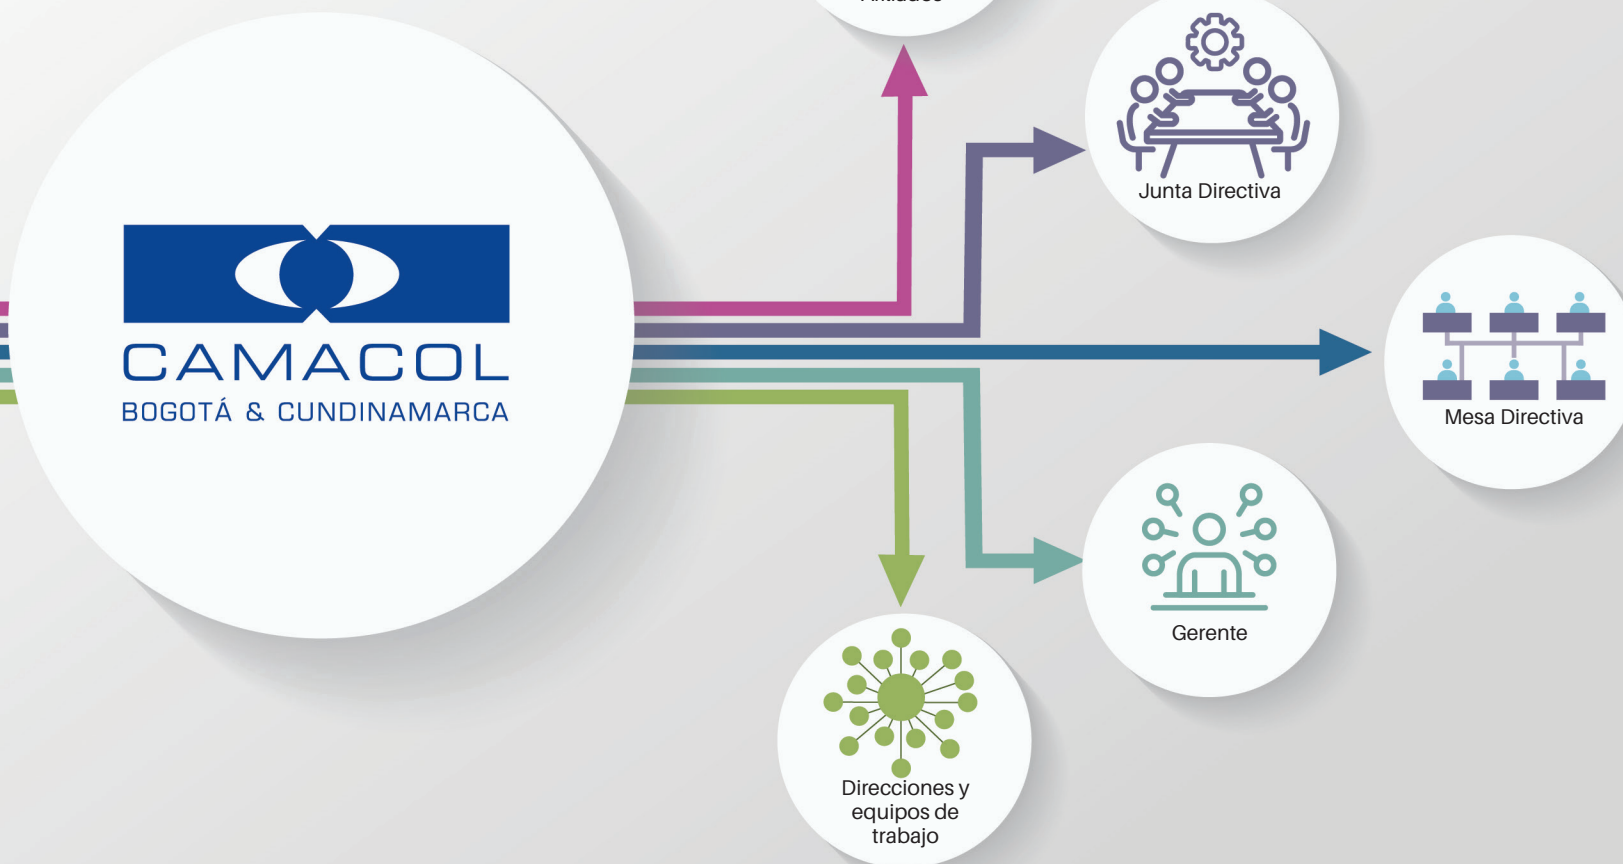 Junta Directiva
CAMACOL
BOGOTÁ & CUNDINAMARCA
Mesa Directiva
Gerente
Direcciones y
equipos de
trabajo